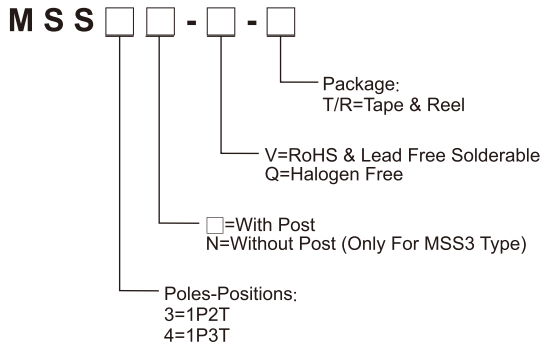 MSS□□-□-□
Package:
T/R=Tape & Reel
V=RoHS & Lead Free Solderable
Q=Halogen Free
□=With Post
N=Without Post (Only For MSS3 Type)
Poles-Positions:
3=1P2T
4=1P3T